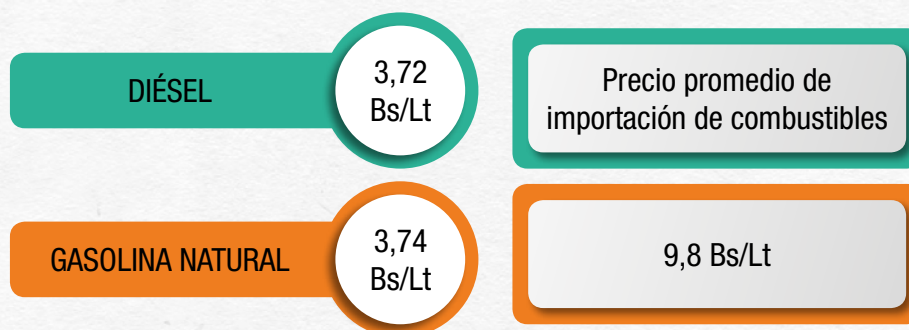 DIÉSEL
3,72
Bs/Lt
Precio promedio de
importación de combustibles
GASOLINA NATURAL
3,74
Bs/Lt
9,8 Bs/Lt